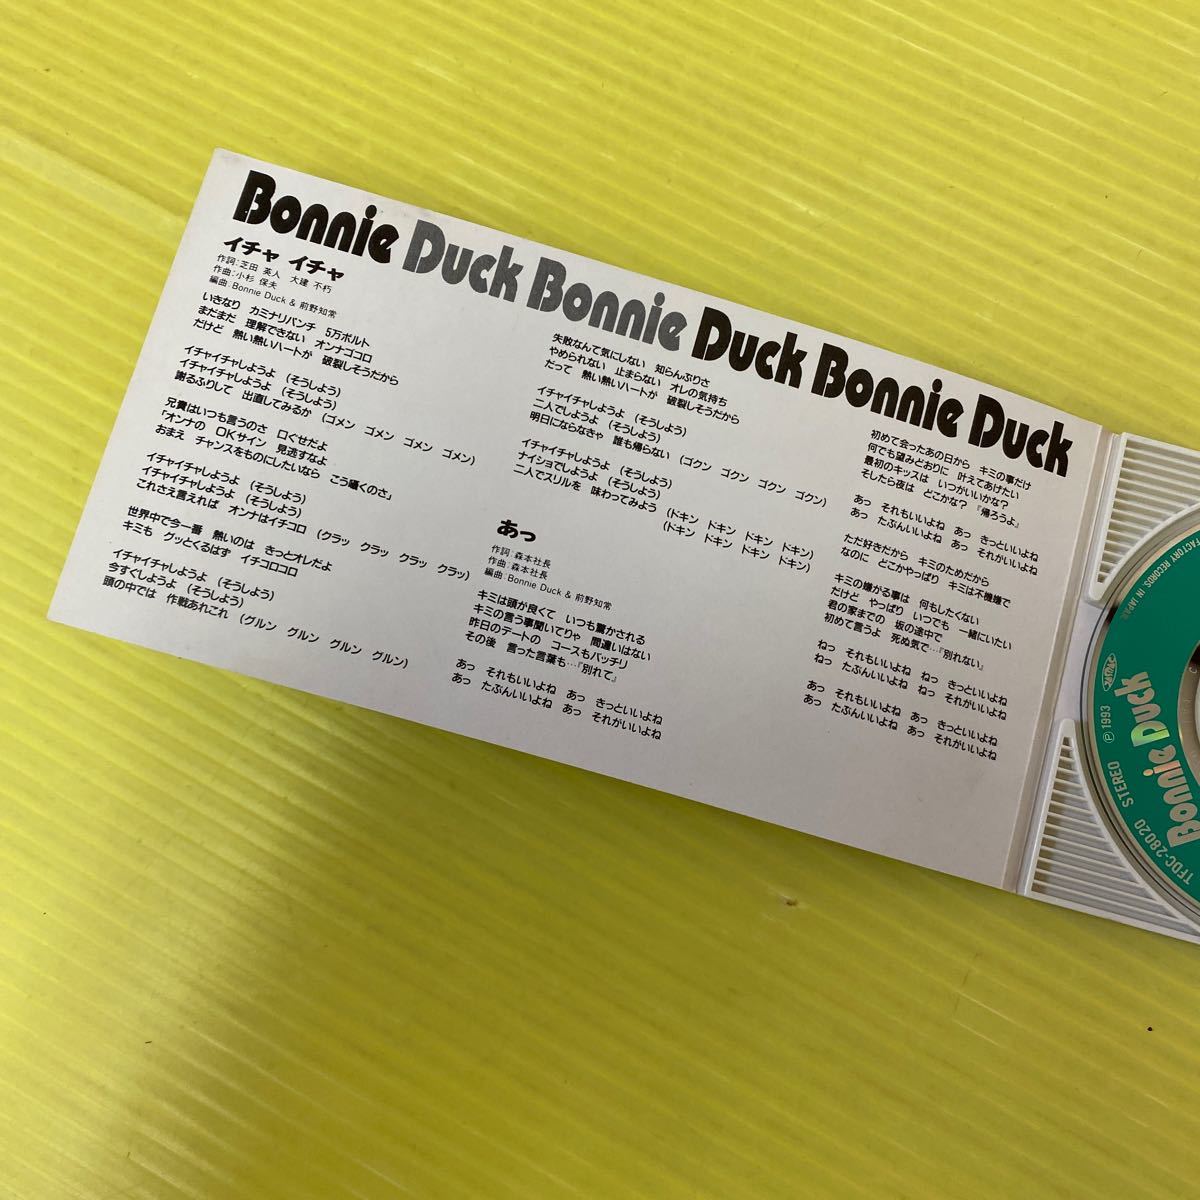 Bonnie Duck Bonnie Duck Bonnie Duck
イチャ イチャ
作詞:芝田 英人 大建 不朽
作曲:小杉 保夫
編曲:Bonnie Duck & 前野知常
いきなり カミナリパンチ 5万ボルト
まだまだ 理解できない オンナゴコロ
だけど 熱い熱いハートが 破裂しそうだから
イチャイチャしようよ (そうしよう)
イチャイチャしようよ (そうしよう)
謝るふりして 出直してみるか (ゴメン ゴメン ゴメン ゴメン)
兄貴はいつも言うのさ 口ぐせだよ
「オンナの OKサイン 見逃すなよ
おまえ チャンスをものにしたいなら こう囁くのさ」
イチャイチャしようよ (そうしよう)
イチャイチャしようよ (そうしよう)
これさえ言えれば オンナはイチコロ (クラッ クラッ クラッ クラッ)
世界中で今一番 熱いのは きっとオレだよ
キミも グッとくるはず イチコロコロ
イチャイチャしようよ (そうしよう)
今すぐしようよ (そうしよう)
頭の中では 作戦あれこれ (グルン グルン グルン グルン)
失敗なんて気にしない 知らんぷりさ
やめられない 止まらない オレの気持ち
だって 熱い熱いハートが 破裂しそうだから
イチャイチャしようよ (そうしよう)
二人でしようよ (そうしよう)
明日にならなきゃ 誰も帰らない (ゴクン ゴクン ゴクン ゴクン)
イチャイチャしようよ (そうしよう)
ナイショでしようよ (そうしよう)
二人でスリルを 味わってみよう (ドキン ドキン ドキン ドキン)
(ドキン ドキン ドキン ドキン)
あっ
作詞:森本社長
作曲:森本社長
編曲:Bonnie Duck & 前野知常
キミは頭が良くて いつも驚かされる
キミの言う事聞いてりゃ 間違いはない
昨日のデートの コースもバッチリ
その後 言った言葉も…『別れて』
あっ それもいいよね あっ きっといいよね
あっ たぶんいいよね あっ それがいいよね
初めて会ったあの日から キミの事だけ
何でも望みどおりに 叶えてあげたい
最初のキッスは いつがいいかな?
そしたら夜は どこかな?『帰ろうよ』
あっ それもいいよね あっ きっといいよね
あっ たぶんいいよね あっ それがいいよね
ただ好きだから キミのためだから
なのに どこかやっぱり キミは不機嫌で
キミの嫌がる事は 何もしたくない
だけど やっぱり いつでも 一緒にいたい
君の家までの 坂の途中で
初めて言うよ 死ぬ気で…『別れない』
ねっ それもいいよね ねっ きっといいよね
ねっ たぶんいいよね ねっ それがいいよね
あっ それもいいよね あっ きっといいよね
あっ たぶんいいよね あっ それがいいよね
FACTORY RECORDS IN JAPAN
Bonnie Duck
TFDC-28020 STEREO Ⓟ1993